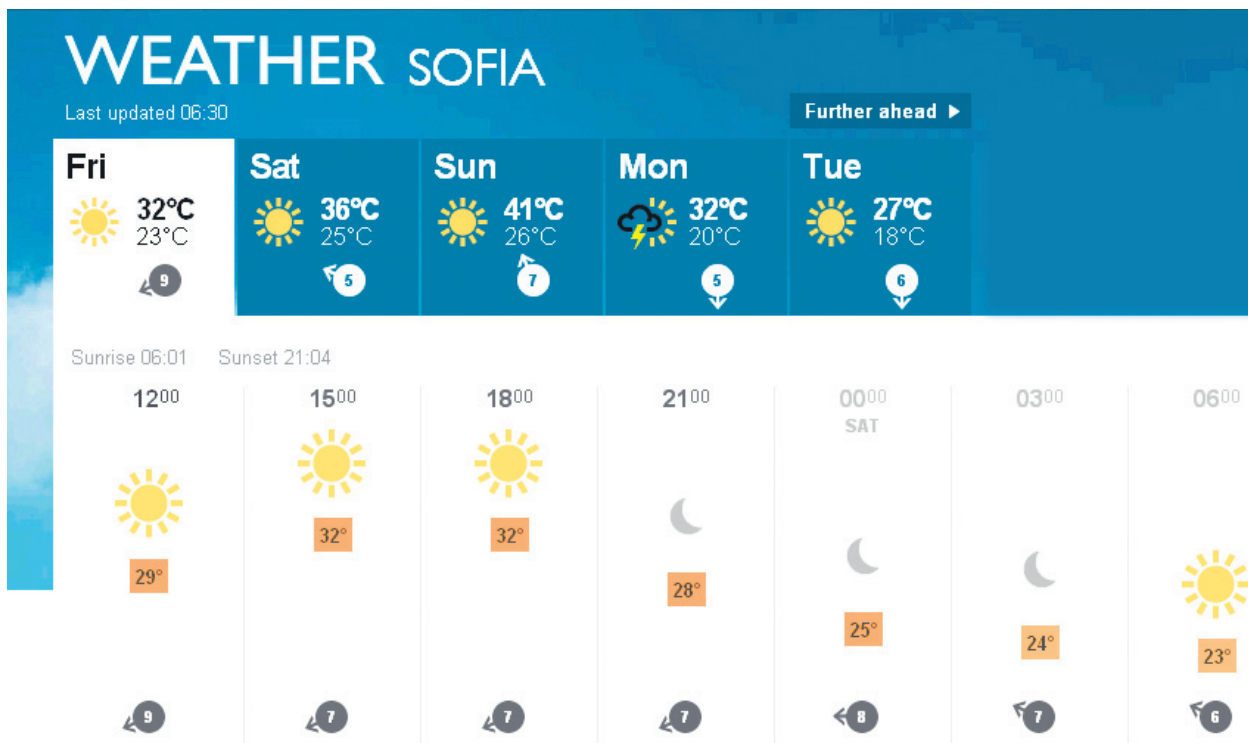 WEATHER SOFIA
Last updated 06:30
Further ahead
Fri Sat Sun Mon Tue
32°C 36°C 41°C 32°C 27°C
23°C 25°C 26°C 20°C 18°C
9 5 7 5 6
Sunrise 06:01 Sunset 21:04
1200 1500 1800 2100 0000 0300 0600
SAT
32° 32°
29° 28°
25° 24° 23°
9 7 7 7 8 7 6